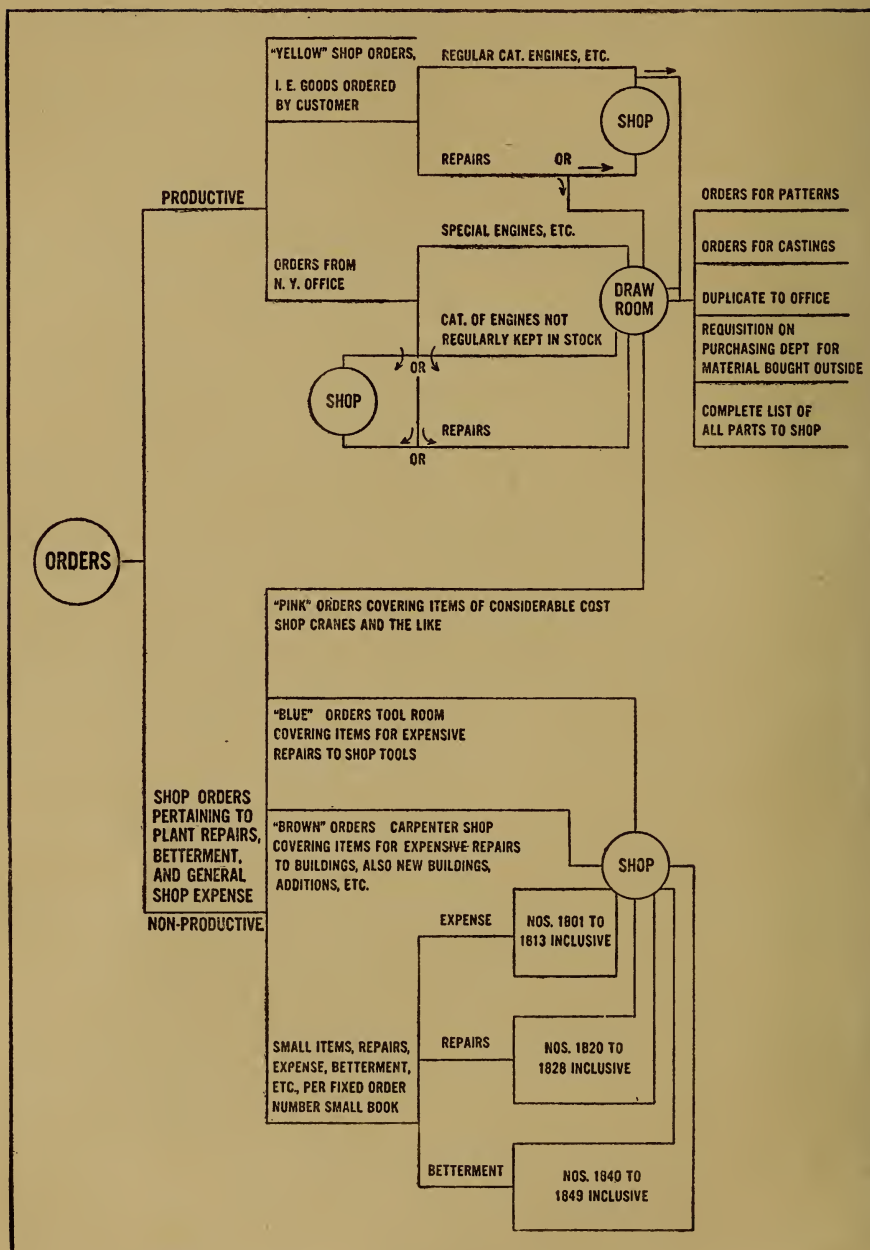 "YELLOW" SHOP ORDERS,
I. E. GOODS ORDERED
BY CUSTOMER
REGULAR CAT. ENGINES, ETC.
SHOP
REPAIRS
OR
PRODUCTIVE
ORDERS FROM
N. Y. OFFICE
SPECIAL ENGINES, ETC.
DRAW
ROOM
CAT. OF ENGINES NOT
REGULARLY KEPT IN STOCK
OR
SHOP
REPAIRS
OR
ORDERS FOR PATTERNS
ORDERS FOR CASTINGS
DUPLICATE TO OFFICE
REQUISITION ON
PURCHASING DEPT FOR
MATERIAL BOUGHT OUTSIDE
COMPLETE LIST OF
ALL PARTS TO SHOP
ORDERS
"PINK" ORDERS COVERING ITEMS OF CONSIDERABLE COST
SHOP CRANES AND THE LIKE
"BLUE" ORDERS TOOL ROOM
COVERING ITEMS FOR EXPENSIVE
REPAIRS TO SHOP TOOLS
SHOP ORDERS
PERTAINING TO
PLANT REPAIRS,
BETTERMENT,
AND GENERAL
SHOP EXPENSE
NON-PRODUCTIVE
"BROWN" ORDERS CARPENTER SHOP
COVERING ITEMS FOR EXPENSIVE REPAIRS
TO BUILDINGS, ALSO NEW BUILDINGS,
ADDITIONS, ETC.
SHOP
EXPENSE
NOS. 1801 TO
1813 INCLUSIVE
SMALL ITEMS, REPAIRS,
EXPENSE, BETTERMENT,
ETC., PER FIXED ORDER
NUMBER SMALL BOOK
REPAIRS
NOS. 1820 TO
1828 INCLUSIVE
BETTERMENT
NOS. 1840 TO
1849 INCLUSIVE